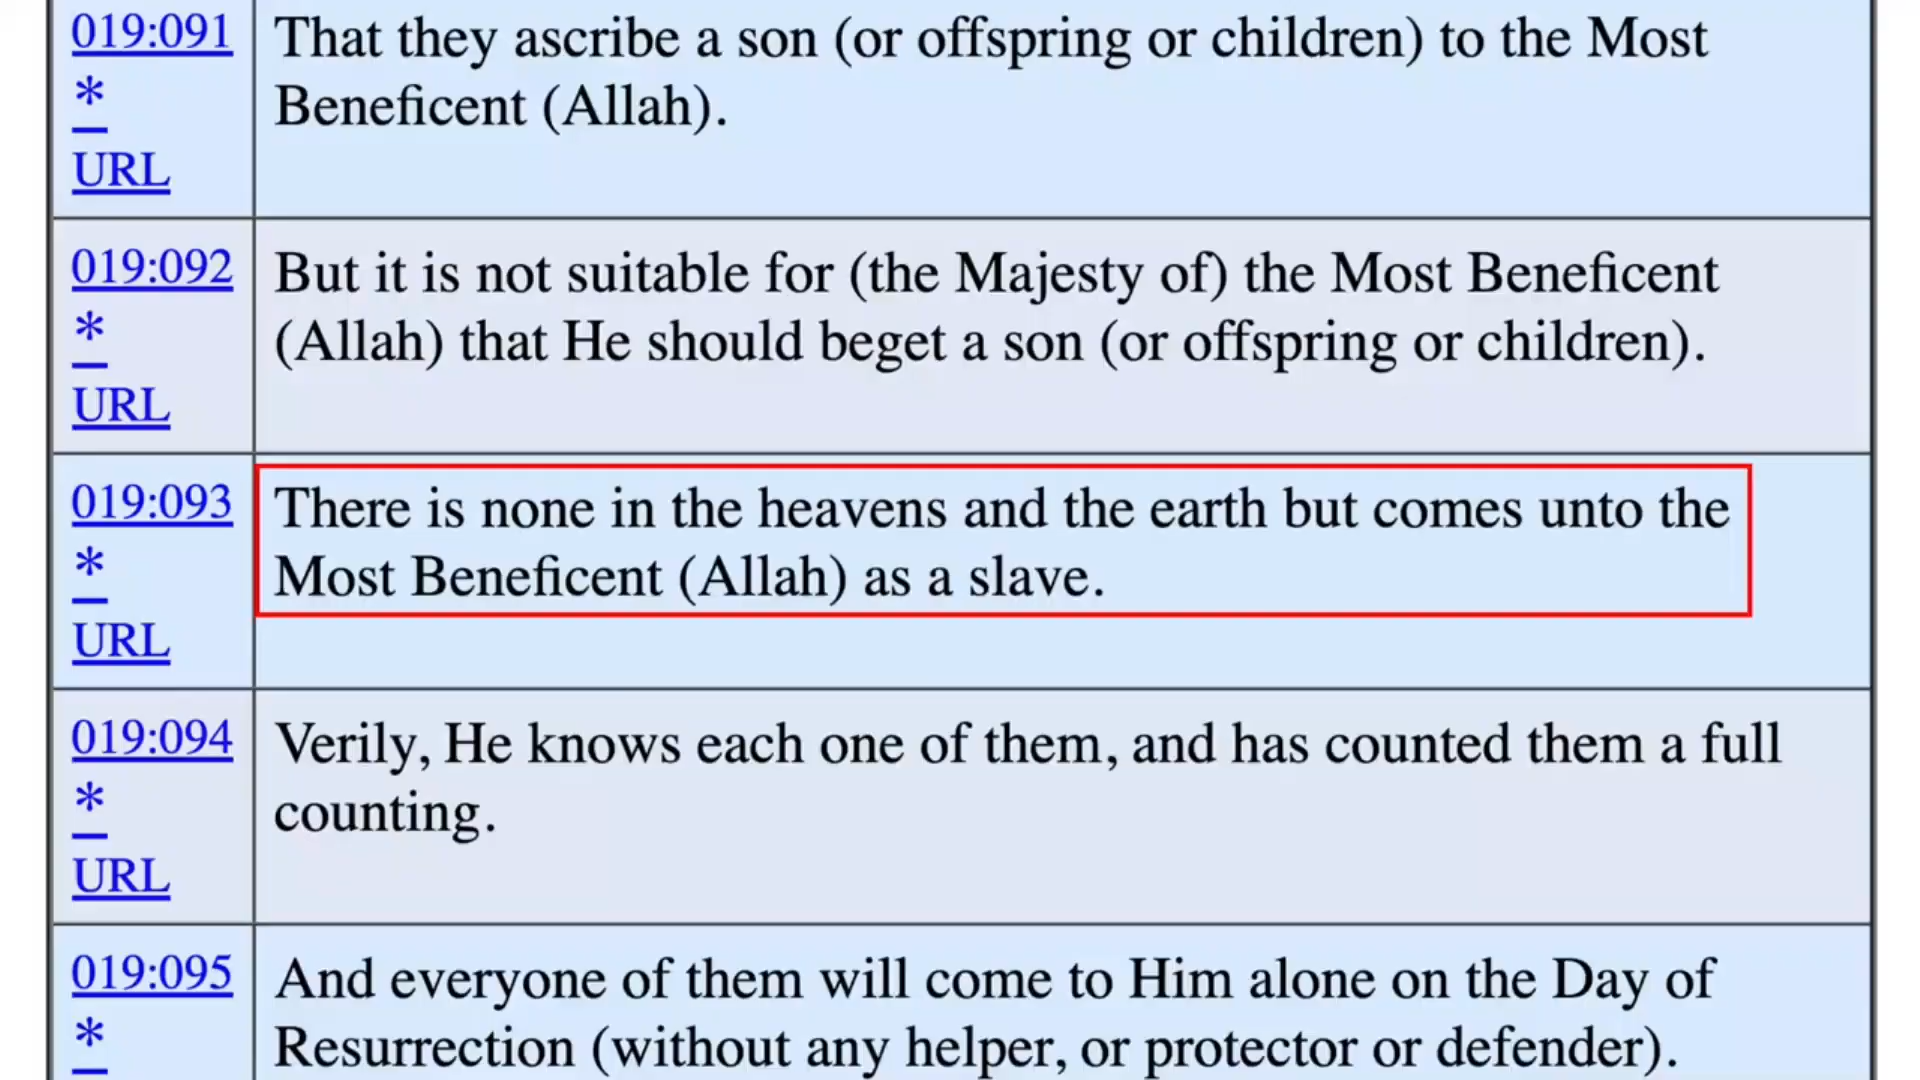 019:091
*
URL
That they ascribe a son (or offspring or children) to the Most
Beneficent (Allah).
019:092
*
URL
But it is not suitable for (the Majesty of) the Most Beneficent
(Allah) that He should beget a son (or offspring or children).
019:093
*
URL
There is none in the heavens and the earth but comes unto the
Most Beneficent (Allah) as a slave.
019:094
*
URL
Verily, He knows each one of them, and has counted them a full
counting.
019:095
*
And everyone of them will come to Him alone on the Day of
Resurrection (without any helper, or protector or defender).